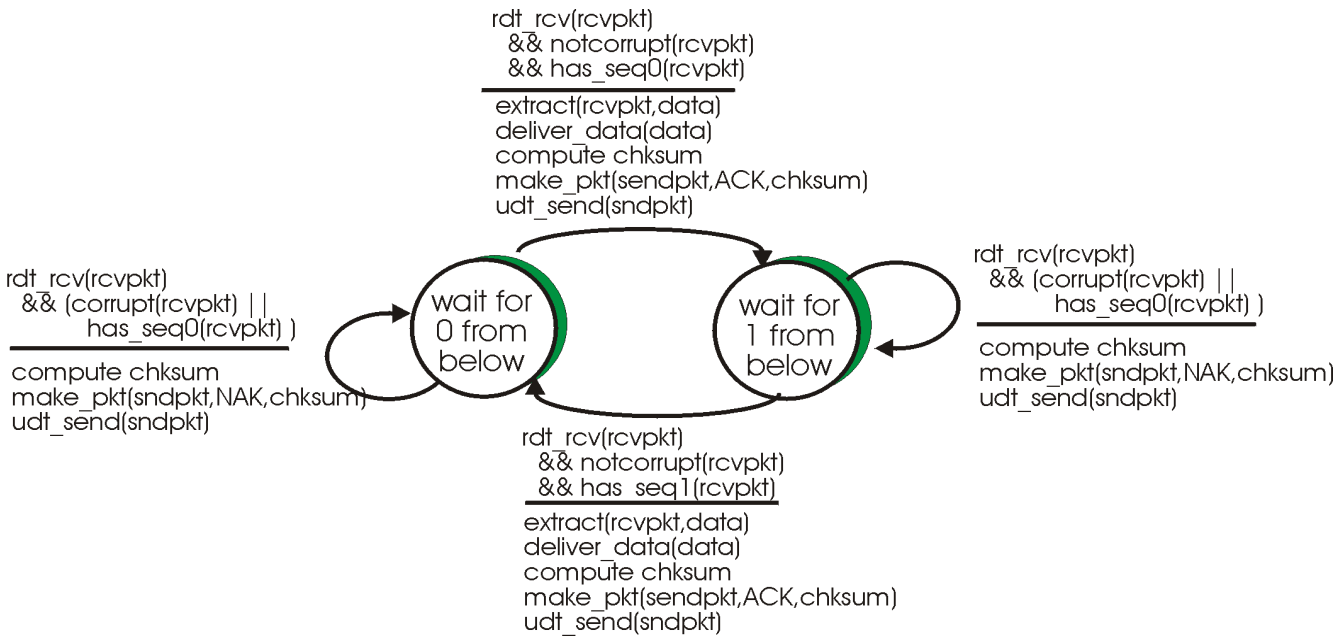 rdt_rcv(rcvpkt)
&& notcorrupt(rcvpkt)
&& has_seq0(rcvpkt)
extract(rcvpkt,data)
deliver_data(data)
compute chksum
make_pkt(sendpkt,ACK,chksum)
udt_send(sndpkt)
rdt_rcv(rcvpkt)
&& (corrupt(rcvpkt) ||
has_seq0(rcvpkt) )
compute chksum
make_pkt(sndpkt,NAK,chksum)
udt_send(sndpkt)
wait for
0 from
below
wait for
1 from
below
rdt_rcv(rcvpkt)
&& (corrupt(rcvpkt) ||
has_seq0(rcvpkt) )
compute chksum
make_pkt(sndpkt,NAK,chksum)
udt_send(sndpkt)
rdt_rcv(rcvpkt)
&& notcorrupt(rcvpkt)
&& has_seq1(rcvpkt)
extract(rcvpkt,data)
deliver_data(data)
compute chksum
make_pkt(sendpkt,ACK,chksum)
udt_send(sndpkt)